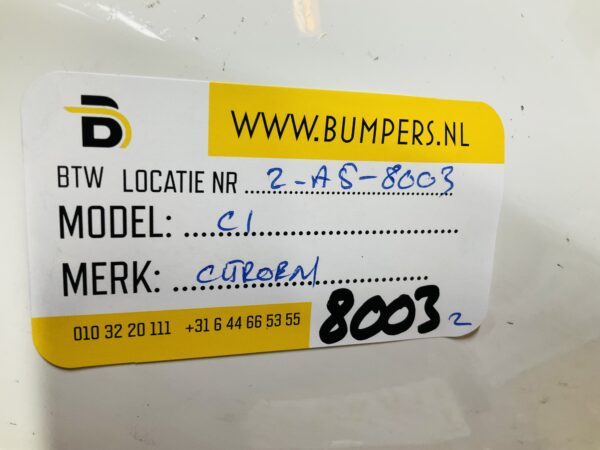 B
WWW.BUMPERS.NL
BTW LOCATIE NR 2-A5-8003
MODEL: C1
MERK: CITROEN
010 32 20 111 +31 6 44 66 53 55
8003 2